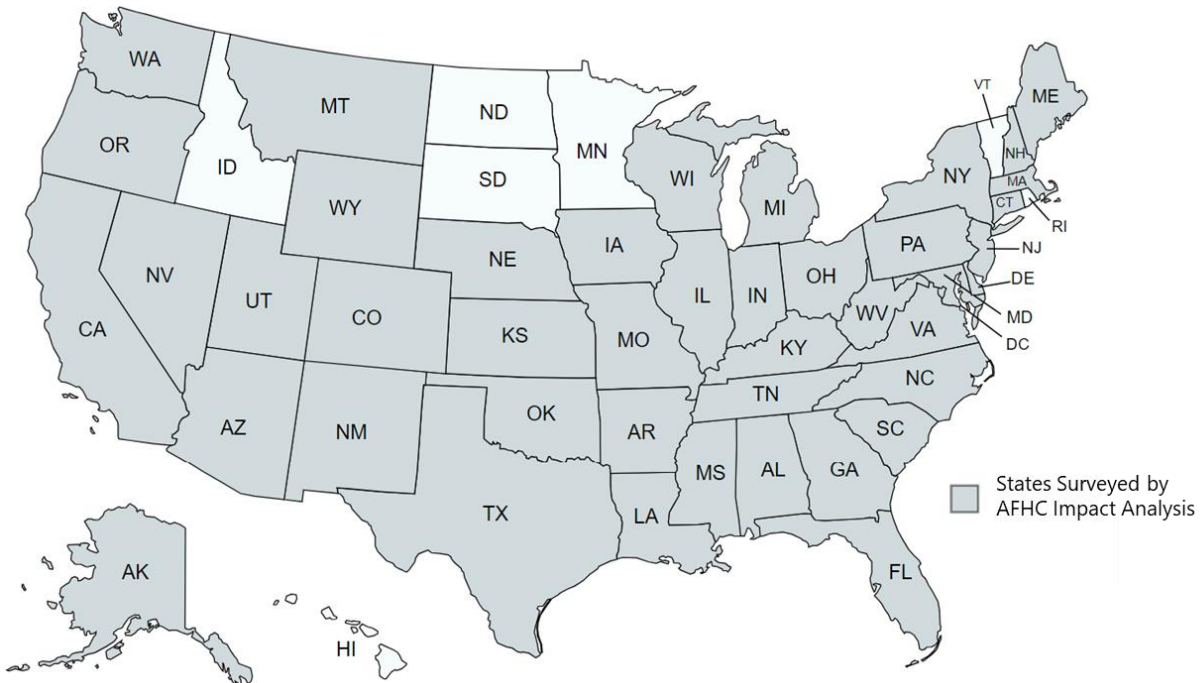 WA
MT
ND
MN
VT
ME
OR
ID
SD
WI
NH
NY
MA
WY
MI
CT
RI
IA
PA
NJ
NE
NV
UT
OH
DE
IL
IN
CO
WV
MD
CA
KS
MO
VA
DC
KY
NC
TN
AZ
NM
OK
AR
SC
MS
AL
GA
TX
LA
States Surveyed by
AFHC Impact Analysis
AK
FL
HI